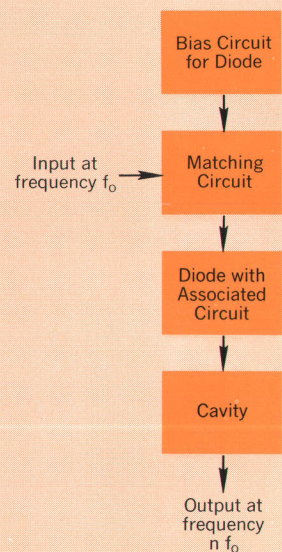 Bias Circuit
for Diode
Input at
frequency fo
Matching
Circuit
Diode with
Associated
Circuit
Cavity
Output at
frequency
n fo